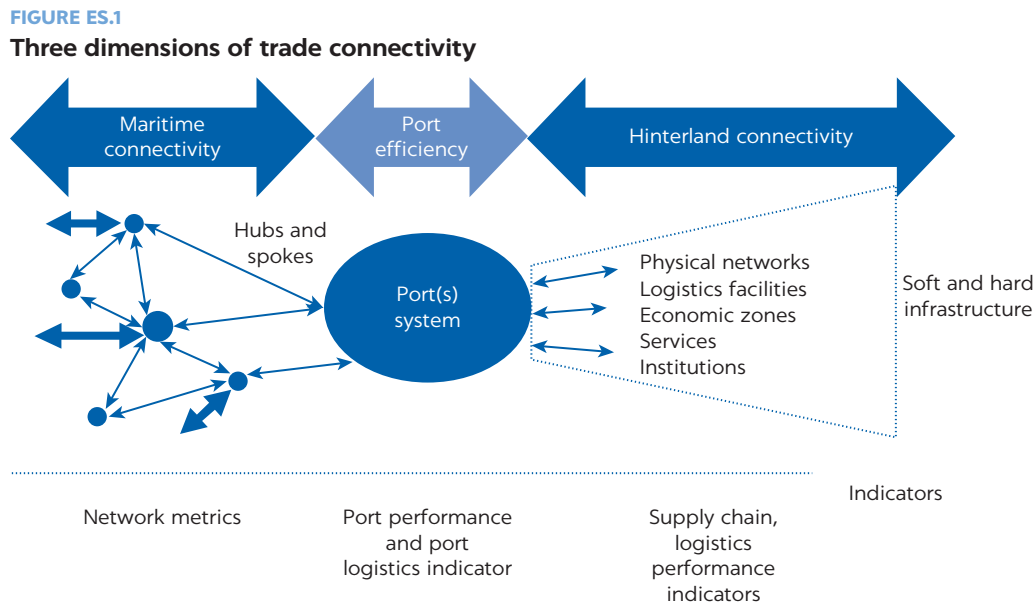 FIGURE ES.1
Three dimensions of trade connectivity
Maritime
connectivity
Port
efficiency
Hinterland connectivity
Hubs and
spokes
Port(s)
system
Physical networks
Logistics facilities
Economic zones
Services
Institutions
Soft and hard
infrastructure
Indicators
Network metrics
Port performance
and port
logistics indicator
Supply chain,
logistics
performance
indicators